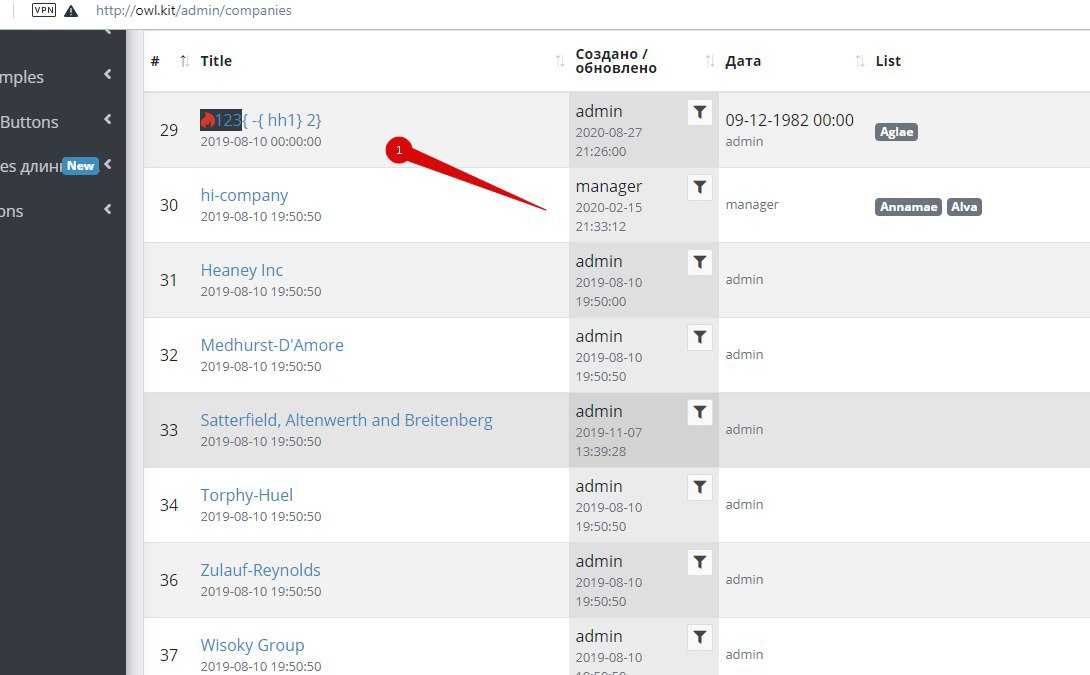 VPN http://owl.kit/admin/companies
mples
Buttons
es длин New
ons
# Title Создано / обновлено Дата List
29 123{ -{ hh1} 2} admin 09-12-1982 00:00 Aglae
2019-08-10 00:00:00 2020-08-27 21:26:00 admin
1
30 hi-company manager manager Annamae Alva
2019-08-10 19:50:50 2020-02-15 21:33:12
31 Heaney Inc admin admin
2019-08-10 19:50:50 2019-08-10 19:50:00
32 Medhurst-D'Amore admin admin
2019-08-10 19:50:50 2019-08-10 19:50:50
33 Satterfield, Altenwerth and Breitenberg admin admin
2019-08-10 19:50:50 2019-11-07 13:39:28
34 Torphy-Huel admin admin
2019-08-10 19:50:50 2019-08-10 19:50:50
36 Zulauf-Reynolds admin admin
2019-08-10 19:50:50 2019-08-10 19:50:50
37 Wisoky Group admin admin
2019-08-10 19:50:50 2019-08-10